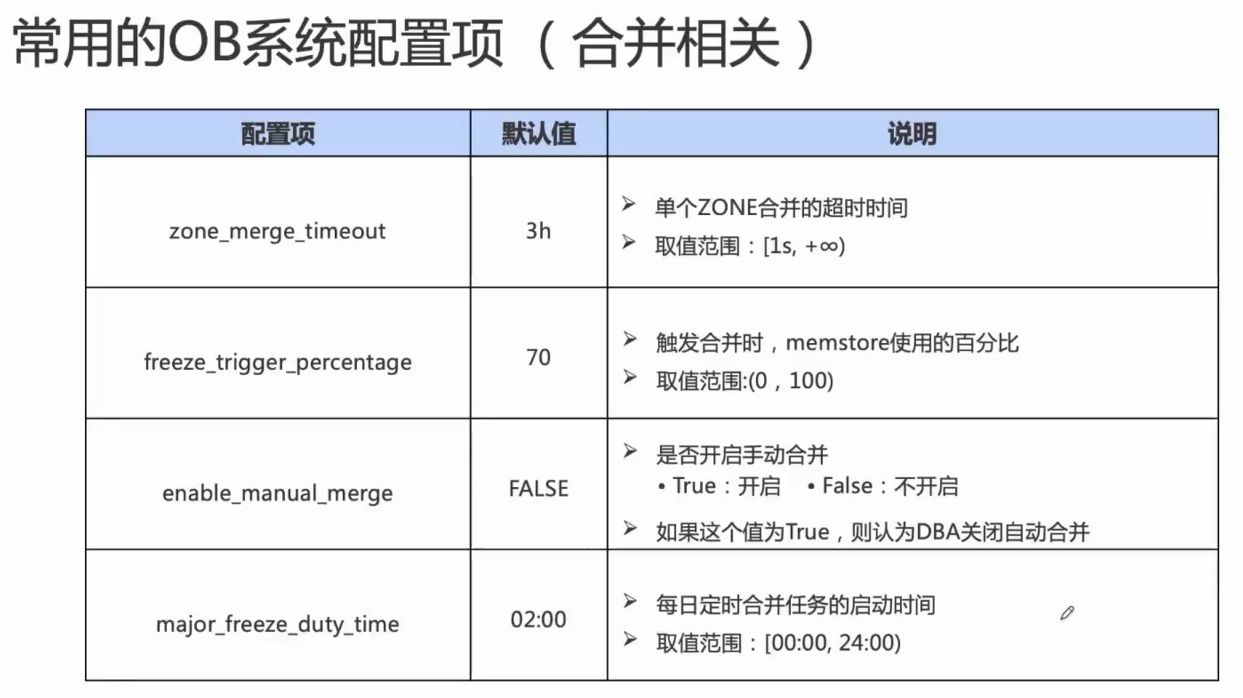 常用的OB系统配置项（合并相关）
配置项 默认值 说明
zone_merge_timeout 3h
➢ 单个ZONE合并的超时时间
➢ 取值范围：[1s, +∞)
freeze_trigger_percentage 70
➢ 触发合并时，memstore使用的百分比
➢ 取值范围:(0，100)
enable_manual_merge FALSE
➢ 是否开启手动合并
• True：开启 • False：不开启
➢ 如果这个值为True，则认为DBA关闭自动合并
major_freeze_duty_time 02:00
➢ 每日定时合并任务的启动时间
➢ 取值范围：[00:00, 24:00)